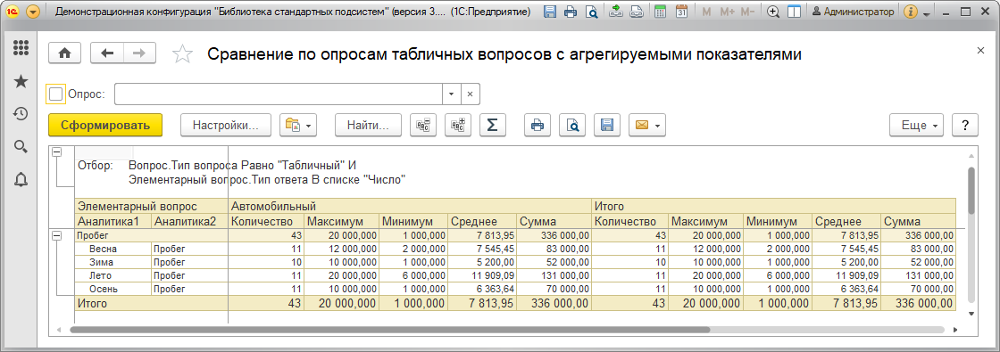 Демонстрационная конфигурация "Библиотека стандартных подсистем" (версия 3.... (1С:Предприятие) M M+ M- Администратор
Сравнение по опросам табличных вопросов с агрегируемыми показателями
Опрос:
Сформировать Настройки... Найти... Еще ?
Отбор: Вопрос.Тип вопроса Равно "Табличный" И
Элементарный вопрос.Тип ответа В списке "Число"
Элементарный вопрос Автомобильный Итого
Аналитика1 Аналитика2 Количество Максимум Минимум Среднее Сумма Количество Максимум Минимум Среднее Сумма
Пробег 43 20 000,000 1 000,000 7 813,95 336 000,00 43 20 000,000 1 000,000 7 813,95 336 000,00
Весна Пробег 11 12 000,000 2 000,000 7 545,45 83 000,00 11 12 000,000 2 000,000 7 545,45 83 000,00
Зима Пробег 10 10 000,000 1 000,000 5 200,00 52 000,00 10 10 000,000 1 000,000 5 200,00 52 000,00
Лето Пробег 11 20 000,000 6 000,000 11 909,09 131 000,00 11 20 000,000 6 000,000 11 909,09 131 000,00
Осень Пробег 11 10 000,000 1 000,000 6 363,64 70 000,00 11 10 000,000 1 000,000 6 363,64 70 000,00
Итого 43 20 000,000 1 000,000 7 813,95 336 000,00 43 20 000,000 1 000,000 7 813,95 336 000,00